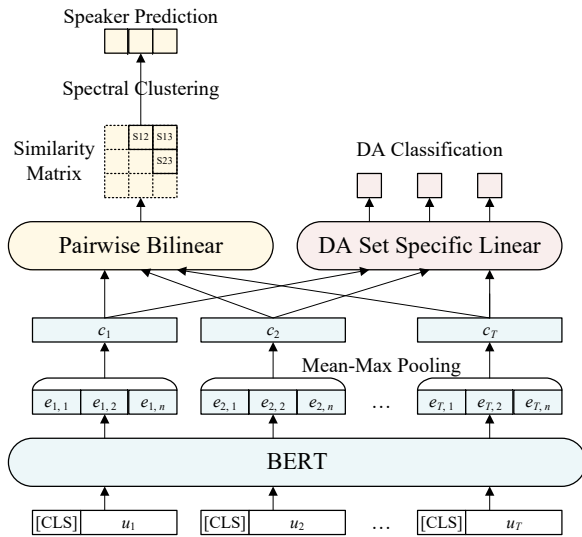 Speaker Prediction
Spectral Clustering
S12 S13
Similarity
Matrix
S23
DA Classification
Pairwise Bilinear
DA Set Specific Linear
c1 c2 cT
Mean-Max Pooling
e1, 1 e1, 2 e1, n e2, 1 e2, 2 e2, n ... eT, 1 eT, 2 eT, n
BERT
[CLS] u1 [CLS] u2 ... [CLS] uT